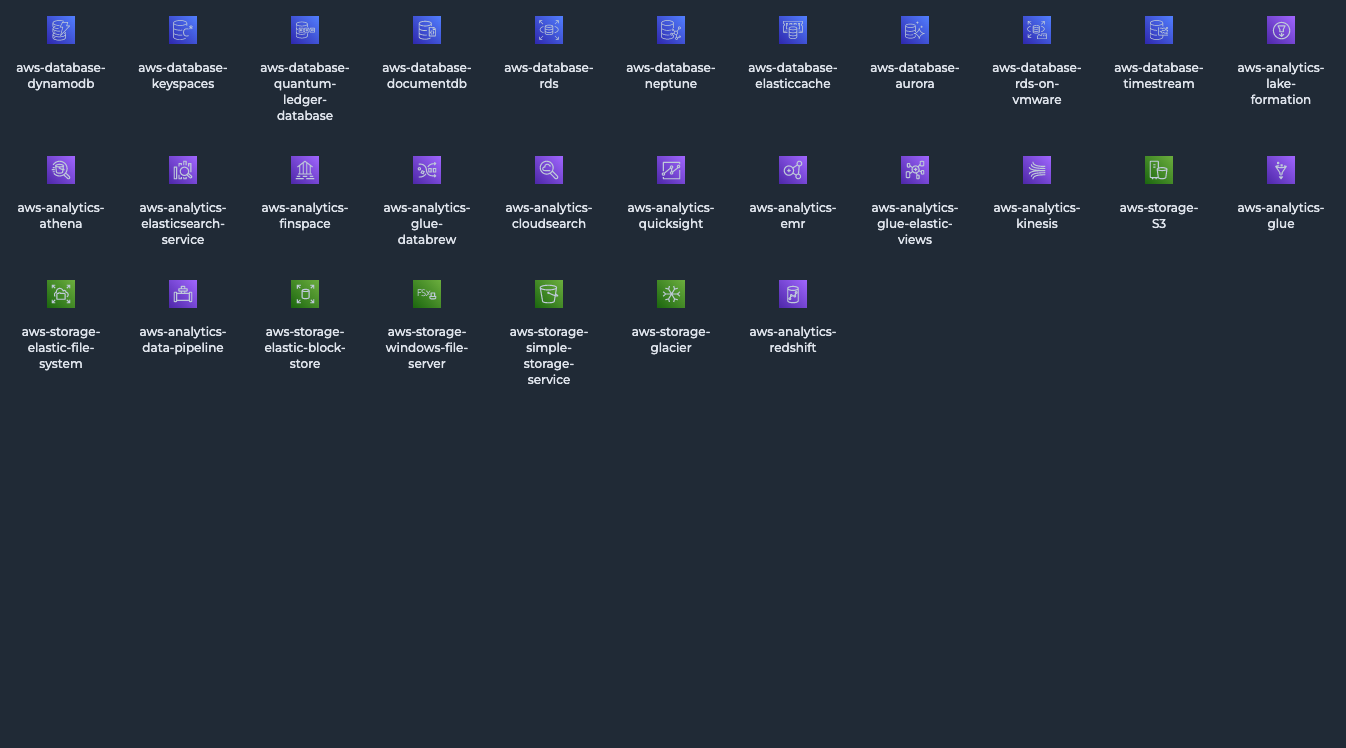 aws-database-
dynamodb
aws-database-
keyspaces
aws-database-
quantum-
ledger-
database
aws-database-
documentdb
aws-database-
rds
aws-database-
neptune
aws-database-
elasticcache
aws-database-
aurora
aws-database-
rds-on-
vmware
aws-database-
timestream
aws-analytics-
lake-
formation
aws-analytics-
athena
aws-analytics-
elasticsearch-
service
aws-analytics-
finspace
aws-analytics-
glue-
databrew
aws-analytics-
cloudsearch
aws-analytics-
quicksight
aws-analytics-
emr
aws-analytics-
glue-elastic-
views
aws-analytics-
kinesis
aws-storage-
S3
aws-analytics-
glue
aws-storage-
elastic-file-
system
aws-analytics-
data-pipeline
aws-storage-
elastic-block-
store
FSx
aws-storage-
windows-file-
server
aws-storage-
simple-
storage-
service
aws-storage-
glacier
aws-analytics-
redshift